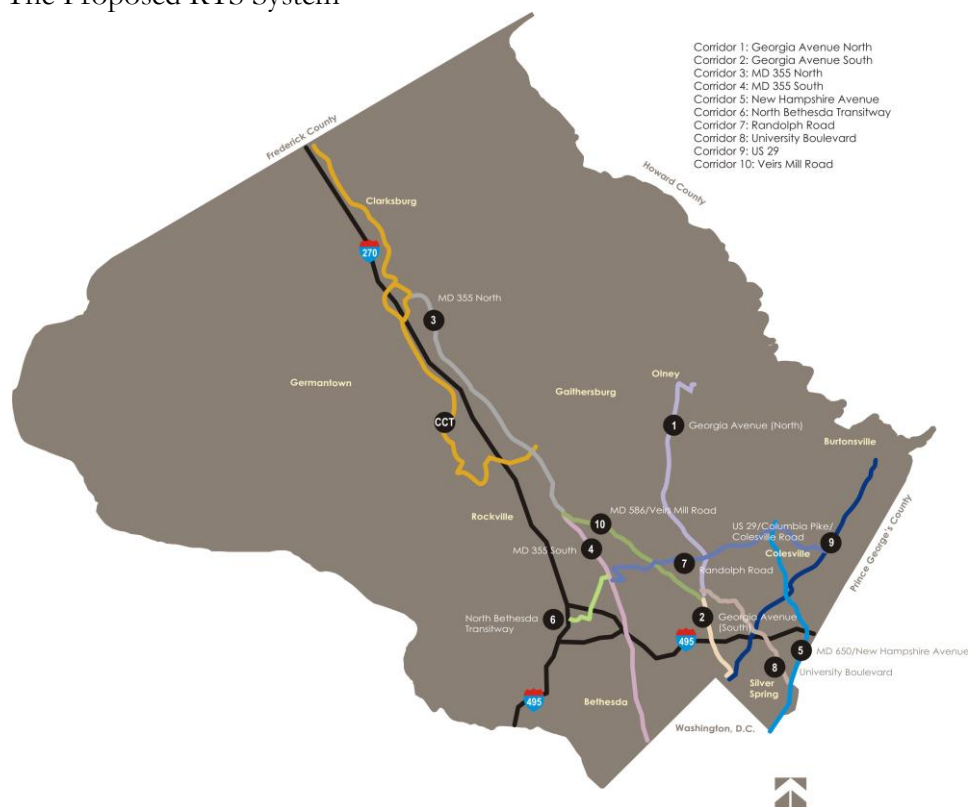 The Proposed RTS System
Corridor 1: Georgia Avenue North
Corridor 2: Georgia Avenue South
Corridor 3: MD 355 North
Corridor 4: MD 355 South
Corridor 5: New Hampshire Avenue
Corridor 6: North Bethesda Transitway
Corridor 7: Randolph Road
Corridor 8: University Boulevard
Corridor 9: US 29
Corridor 10: Veirs Mill Road
Frederick County
Howard County
Clarksburg
270
MD 355 North
3
Germantown
Gaithersburg
Olney
CCT
1
Georgia Avenue (North)
Burtonsville
Rockville
MD 586/Veirs Mill Road
10
US 29/Columbia Pike/
Colesville Road
9
MD 355 South
4
Colesville
7
Randolph Road
Prince George's County
North Bethesda
Transitway
6
2
Georgia Avenue
(South)
495
5
MD 650/New Hampshire Avenue
8
University Boulevard
Silver
Spring
495
Bethesda
Washington, D.C.